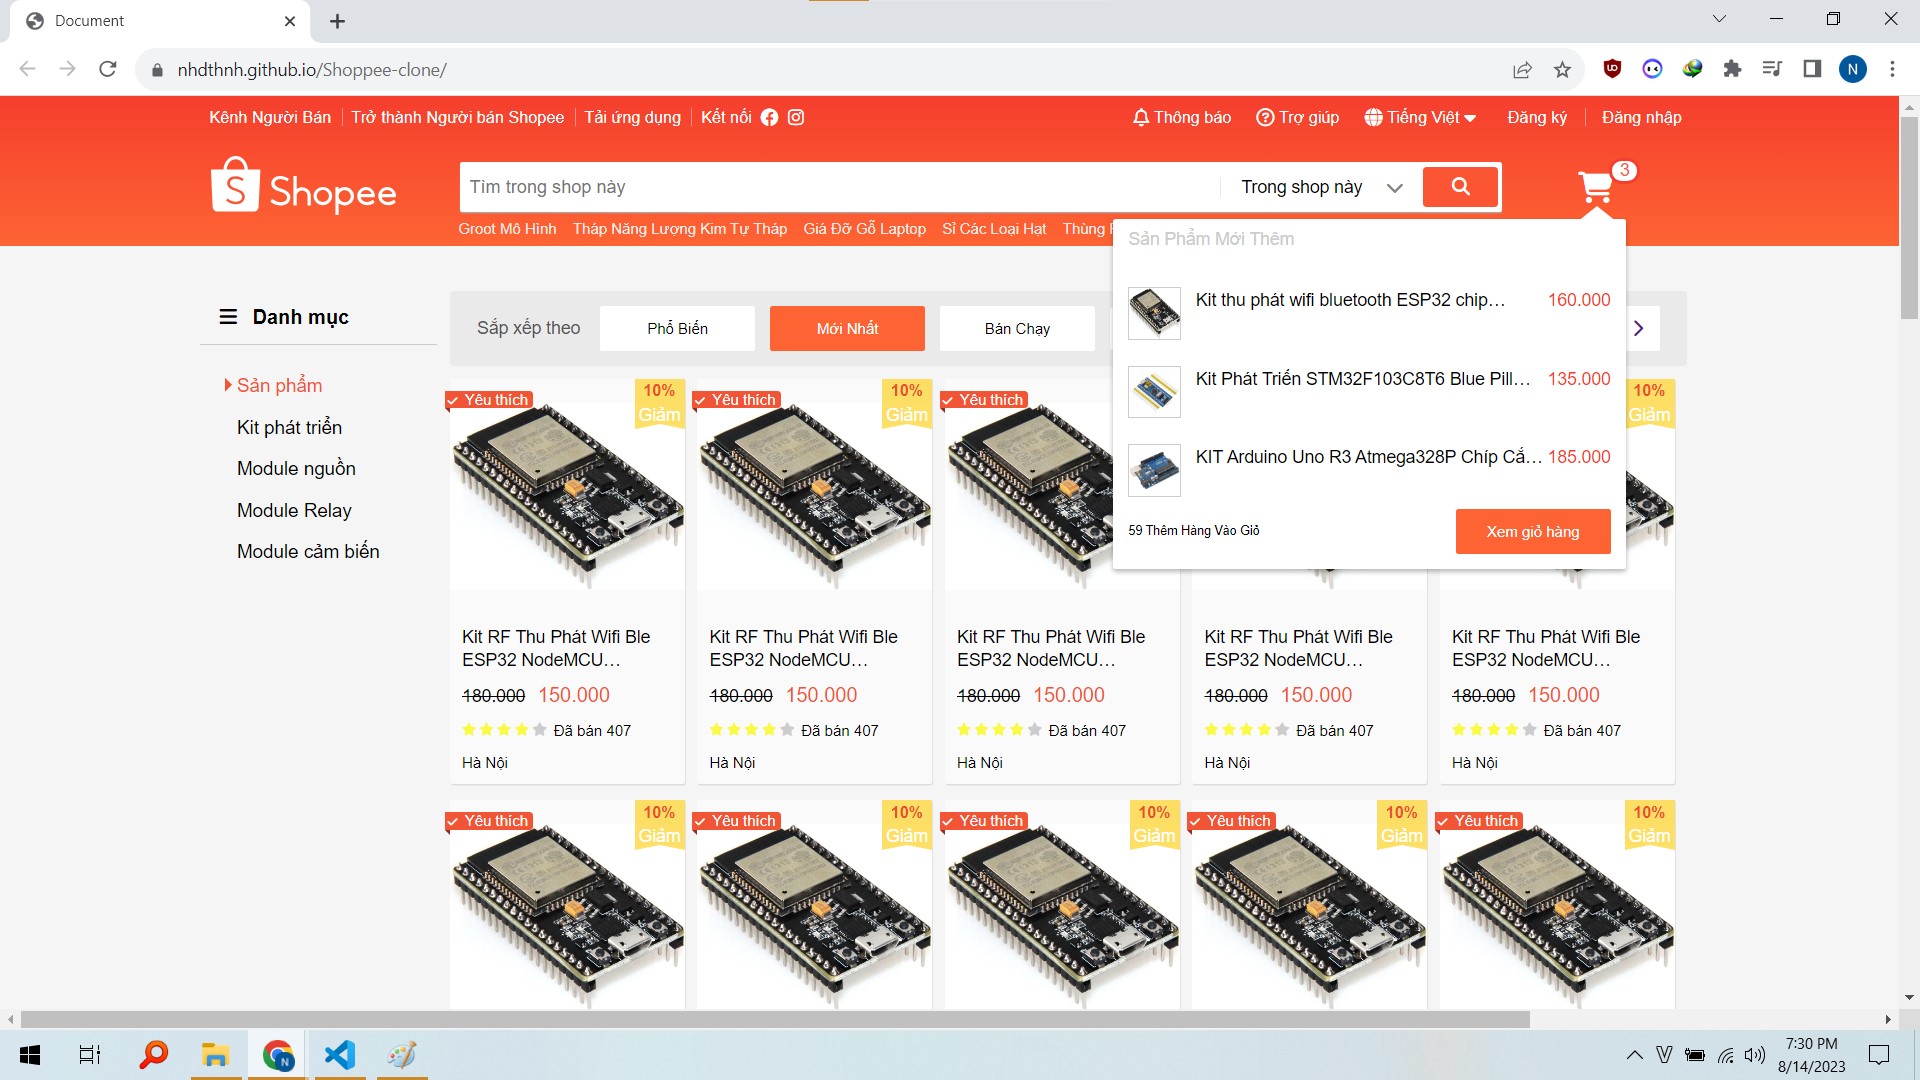 Document
nhdthnh.github.io/Shoppee-clone/
N
Kênh Người Bán
Trở thành Người bán Shopee
Tải ứng dụng
Kết nối
Thông báo
Trợ giúp
Tiếng Việt
Đăng ký
Đăng nhập
S Shopee
Tìm trong shop này
Trong shop này
3
Groot Mô Hình
Tháp Năng Lượng Kim Tự Tháp
Giá Đỡ Gỗ Laptop
Sỉ Các Loại Hạt
Thùng
Sản Phẩm Mới Thêm
Kit thu phát wifi bluetooth ESP32 chip... 160.000
Kit Phát Triển STM32F103C8T6 Blue Pill... 135.000
KIT Arduino Uno R3 Atmega328P Chíp Cắ... 185.000
59 Thêm Hàng Vào Giỏ
Xem giỏ hàng
Danh mục
Sản phẩm
Kit phát triển
Module nguồn
Module Relay
Module cảm biến
Sắp xếp theo
Phổ Biến
Mới Nhất
Bán Chạy
Yêu thích
10%
Giảm
Yêu thích
10%
Giảm
Yêu thích
10%
Giảm
Kit RF Thu Phát Wifi Ble
ESP32 NodeMCU...
180.000 150.000
Đã bán 407
Hà Nội
Kit RF Thu Phát Wifi Ble
ESP32 NodeMCU...
180.000 150.000
Đã bán 407
Hà Nội
Kit RF Thu Phát Wifi Ble
ESP32 NodeMCU...
180.000 150.000
Đã bán 407
Hà Nội
Kit RF Thu Phát Wifi Ble
ESP32 NodeMCU...
180.000 150.000
Đã bán 407
Hà Nội
Kit RF Thu Phát Wifi Ble
ESP32 NodeMCU...
180.000 150.000
Đã bán 407
Hà Nội
Yêu thích
10%
Giảm
Yêu thích
10%
Giảm
Yêu thích
10%
Giảm
Yêu thích
10%
Giảm
Yêu thích
10%
Giảm
N
V
7:30 PM
8/14/2023